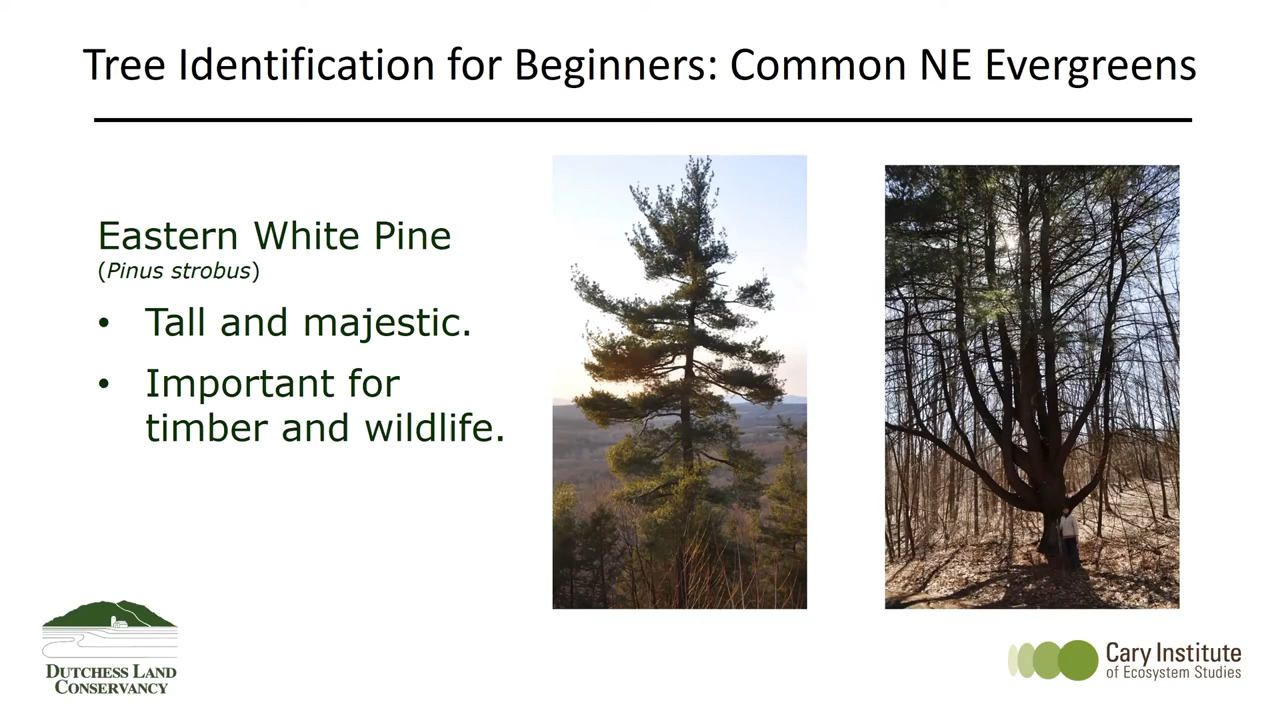 Tree Identification for Beginners: Common NE Evergreens
Eastern White Pine
(Pinus strobus)
• Tall and majestic.
• Important for
timber and wildlife.
DUTCHESS LAND
CONSERVANCY
Cary Institute
of Ecosystem Studies